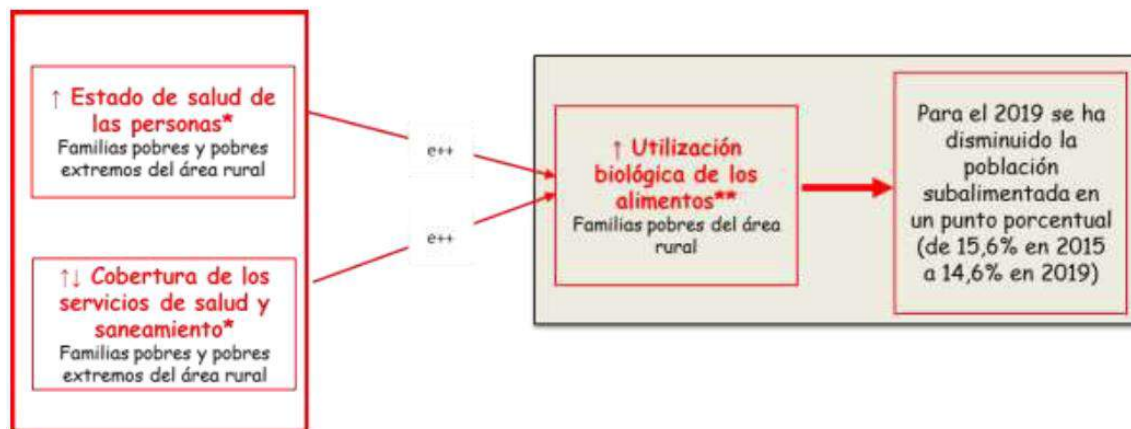 ↑ Estado de salud de
las personas*
Familias pobres y pobres
extremos del área rural
↑↓ Cobertura de los
servicios de salud y
saneamiento*
Familias pobres y pobres
extremos del área rural
e++
e++
↑ Utilización
biológica de los
alimentos**
Familias pobres del área
rural
Para el 2019 se ha
disminuido la
población
subalimentada en
un punto porcentual
(de 15,6% en 2015
a 14,6% en 2019)